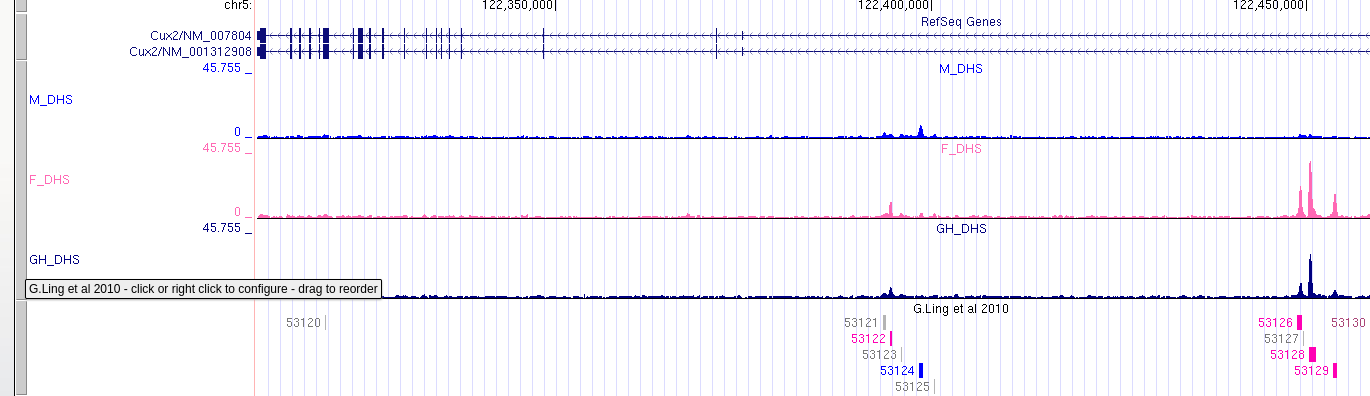 chr5: 122,350,000| 122,400,000| 122,450,000|
RefSeq Genes
Cux2/NM_007804
Cux2/NM_001312908
45.755 _ M_DHS
M_DHS
0 _
45.755 _ F_DHS
F_DHS
0 _
45.755 _ GH_DHS
GH_DHS
G.Ling et al 2010 - click or right click to configure - drag to reorder
G.Ling et al 2010
53120 53121 53126 53130
53122 53127
53123 53128
53124 53129
53125